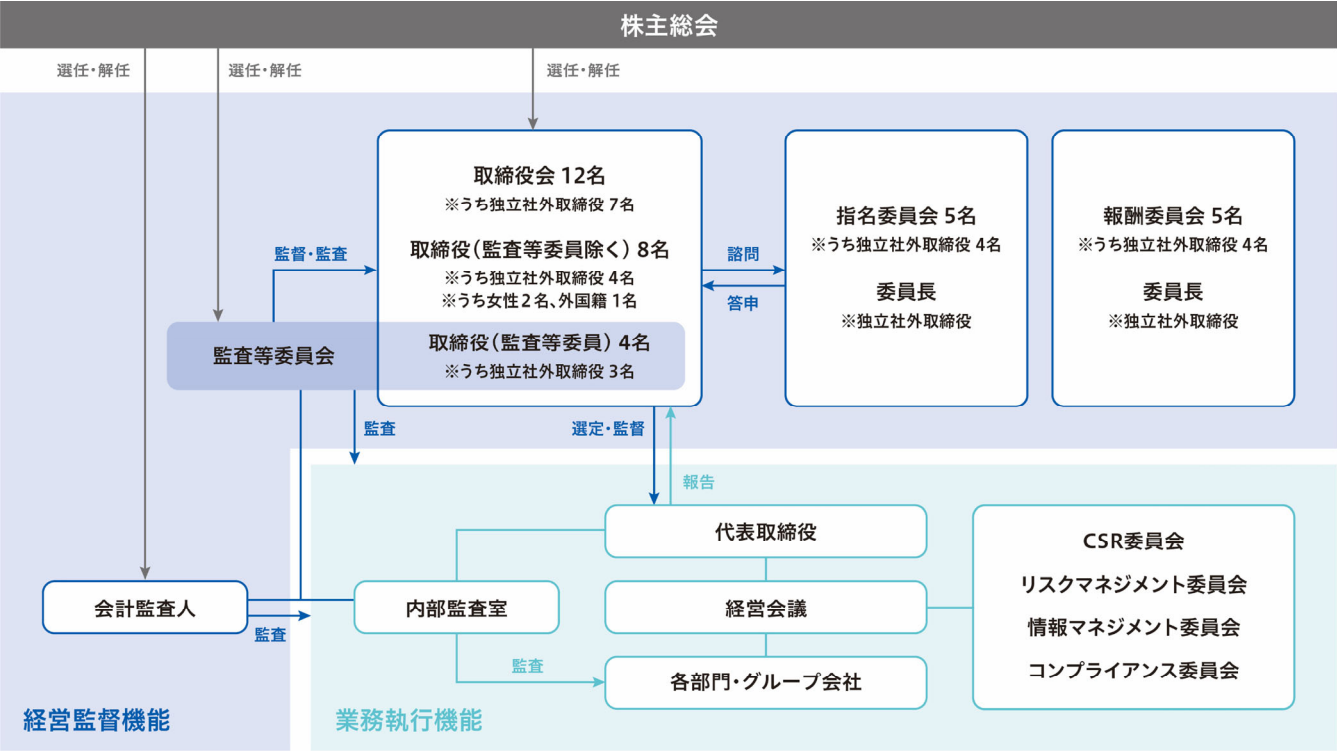 株主総会
選任・解任
選任・解任
選任・解任
取締役会 12名
※うち独立社外取締役 7名
取締役（監査等委員除く）8名
※うち独立社外取締役 4名
※うち女性2名、外国籍 1名
監督・監査
監査等委員会
取締役（監査等委員）4名
※うち独立社外取締役 3名
諮問
答申
指名委員会 5名
※うち独立社外取締役 4名
委員長
※独立社外取締役
報酬委員会 5名
※うち独立社外取締役 4名
委員長
※独立社外取締役
監査
選定・監督
報告
代表取締役
会計監査人
監査
内部監査室
経営会議
監査
各部門・グループ会社
CSR委員会
リスクマネジメント委員会
情報マネジメント委員会
コンプライアンス委員会
経営監督機能
業務執行機能